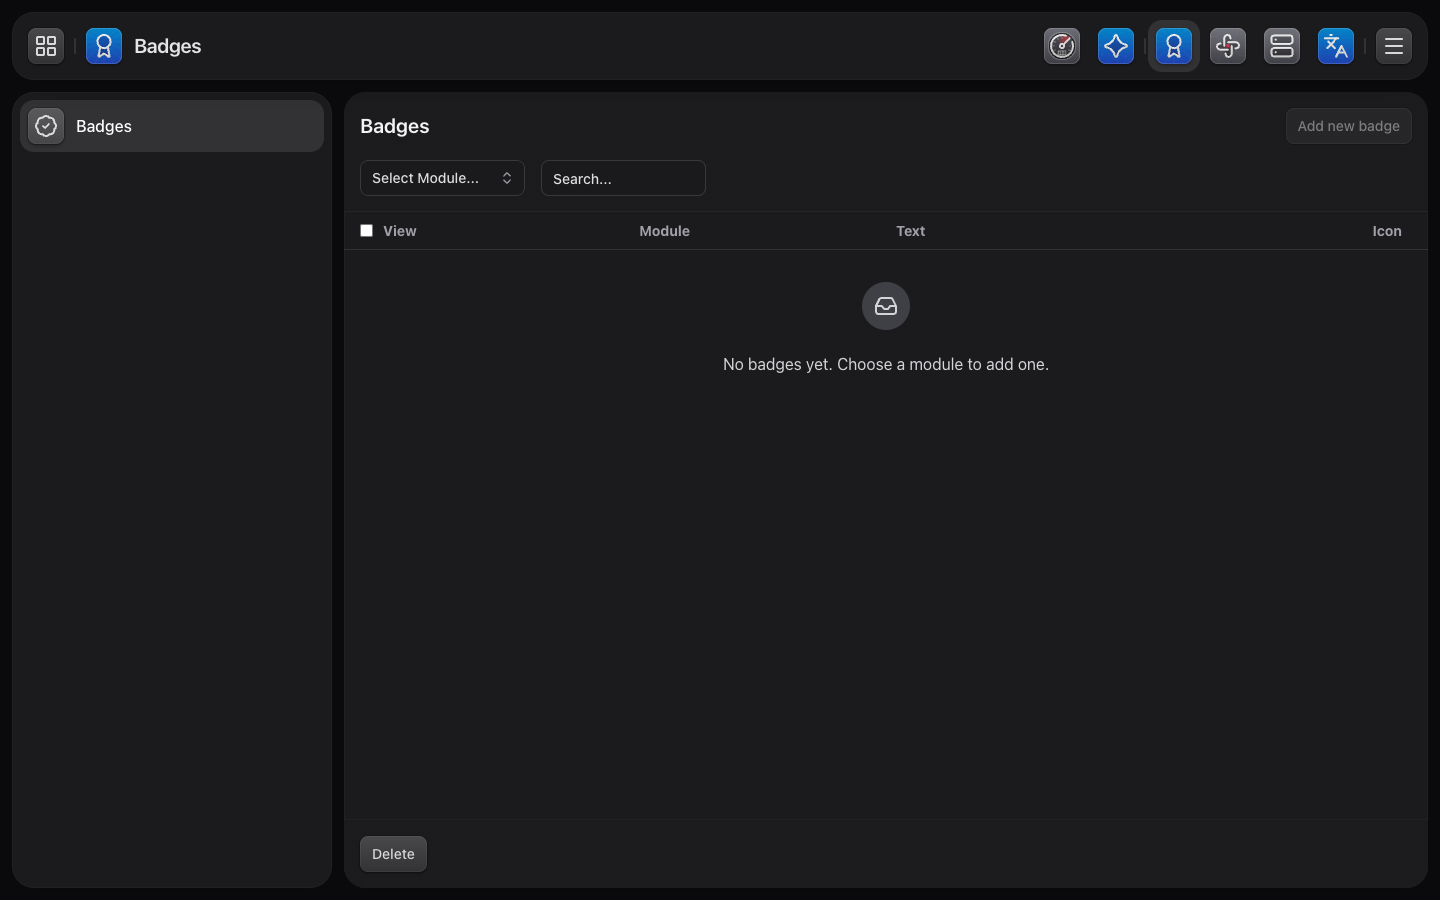 Badges
Badges
Badges
Add new badge
Select Module...
Search...
View
Module
Text
Icon
No badges yet. Choose a module to add one.
Delete